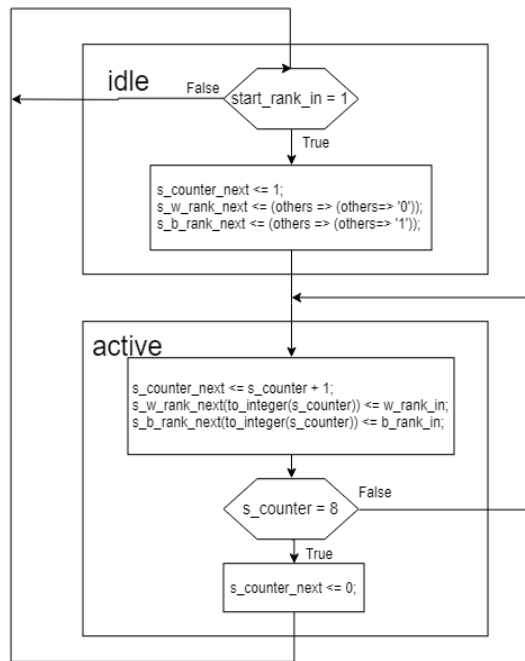 idle
False
start_rank_in = 1
True
s_counter_next <= 1;
s_w_rank_next <= (others => (others=> '0'));
s_b_rank_next <= (others => (others=> '1'));
active
s_counter_next <= s_counter + 1;
s_w_rank_next(to_integer(s_counter)) <= w_rank_in;
s_b_rank_next(to_integer(s_counter)) <= b_rank_in;
False
s_counter = 8
True
s_counter_next <= 0;